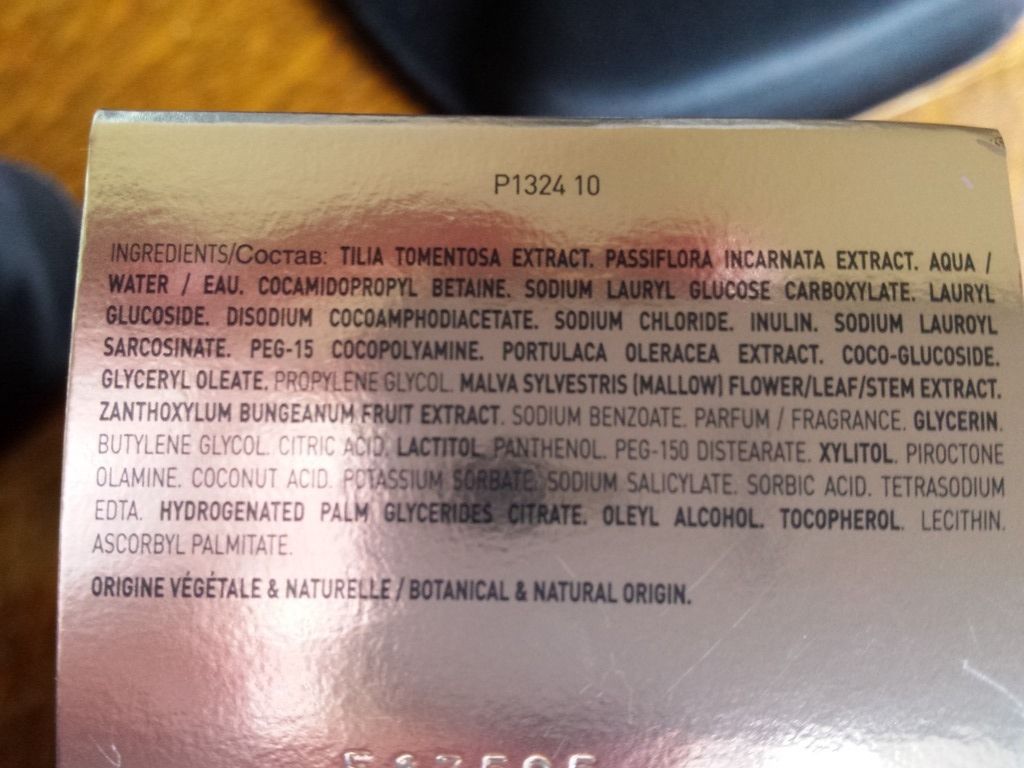 P1324 10
INGREDIENTS/Состав: TILIA TOMENTOSA EXTRACT. PASSIFLORA INCARNATA EXTRACT. AQUA /
WATER / EAU. COCAMIDOPROPYL BETAINE. SODIUM LAURYL GLUCOSE CARBOXYLATE. LAURYL
GLUCOSIDE. DISODIUM COCOAMPHODIACETATE. SODIUM CHLORIDE. INULIN. SODIUM LAUROYL
SARCOSINATE. PEG-15 COCOPOLYAMINE. PORTULACA OLERACEA EXTRACT. COCO-GLUCOSIDE.
GLYCERYL OLEATE. PROPYLENE GLYCOL. MALVA SYLVESTRIS (MALLOW) FLOWER/LEAF/STEM EXTRACT.
ZANTHOXYLUM BUNGEANUM FRUIT EXTRACT. SODIUM BENZOATE. PARFUM / FRAGRANCE. GLYCERIN.
BUTYLENE GLYCOL. CITRIC ACID. LACTITOL. PANTHENOL. PEG-150 DISTEARATE. XYLITOL. PIROCTONE
OLAMINE. COCONUT ACID. POTASSIUM SORBATE. SODIUM SALICYLATE. SORBIC ACID. TETRASODIUM
EDTA. HYDROGENATED PALM GLYCERIDES CITRATE. OLEYL ALCOHOL. TOCOPHEROL. LECITHIN.
ASCORBYL PALMITATE.
ORIGINE VÉGÉTALE & NATURELLE / BOTANICAL & NATURAL ORIGIN.